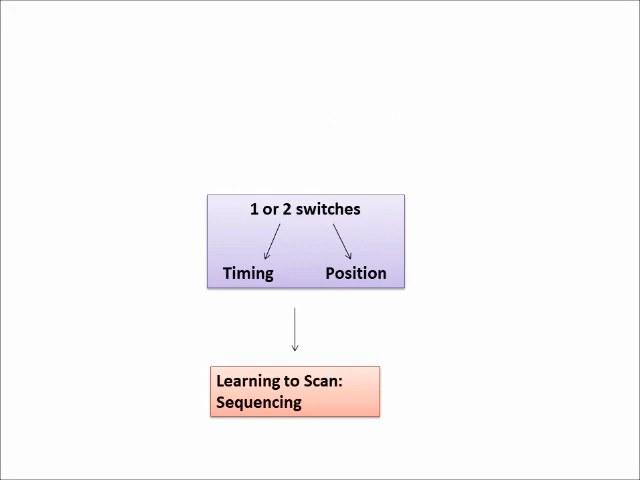 1 or 2 switches
Timing Position
Learning to Scan:
Sequencing